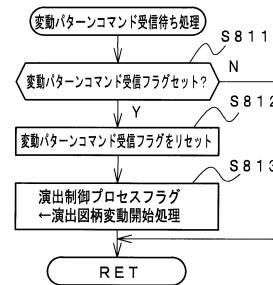 変動パターンコマンド受信待ち処理
S811
変動パターンコマンド受信フラグセット?
N
Y
S812
変動パターンコマンド受信フラグをリセット
S813
演出制御プロセスフラグ
←演出図柄変動開始処理
RET